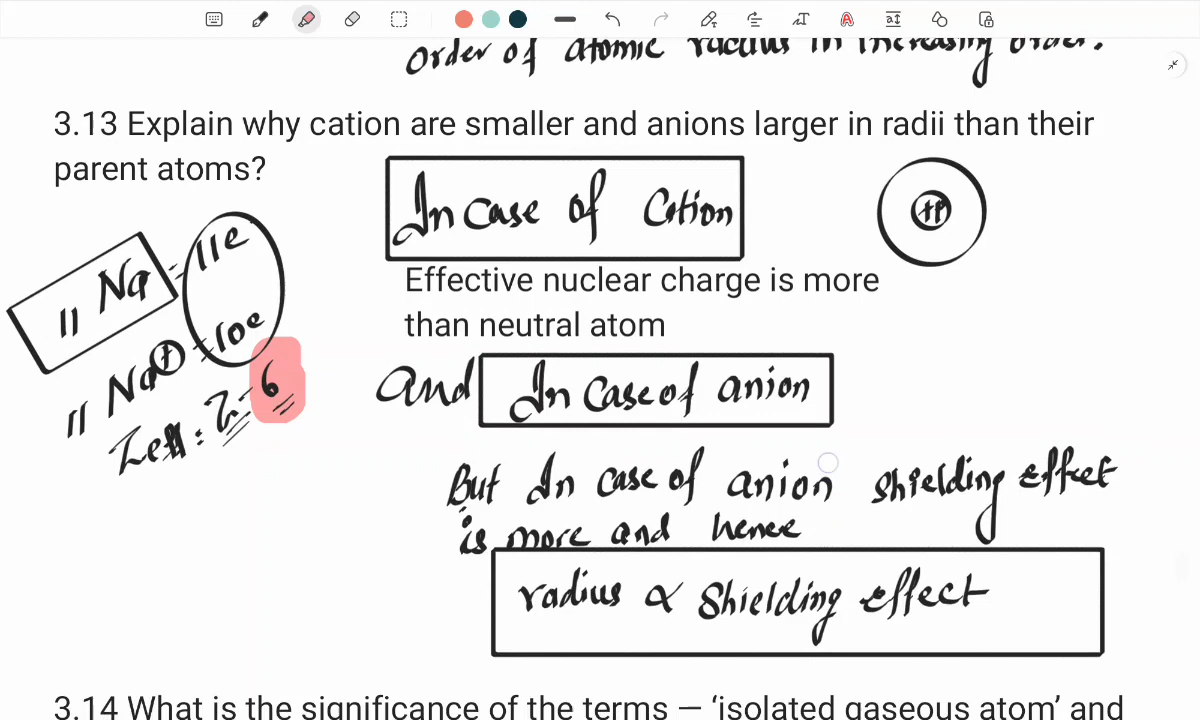 order of atomic radius in increasing order.
3.13 Explain why cation are smaller and anions larger in radii than their
parent atoms?
In case of Cation
11 Na = 11e
Effective nuclear charge is more
than neutral atom
11 Na+ = 10e
and In Case of anion
Zeff = Z - 6
But In case of anion shielding effect
is more and hence
radius ∝ shielding effect
3.14 What is the significance of the terms — ‘isolated gaseous atom’ and